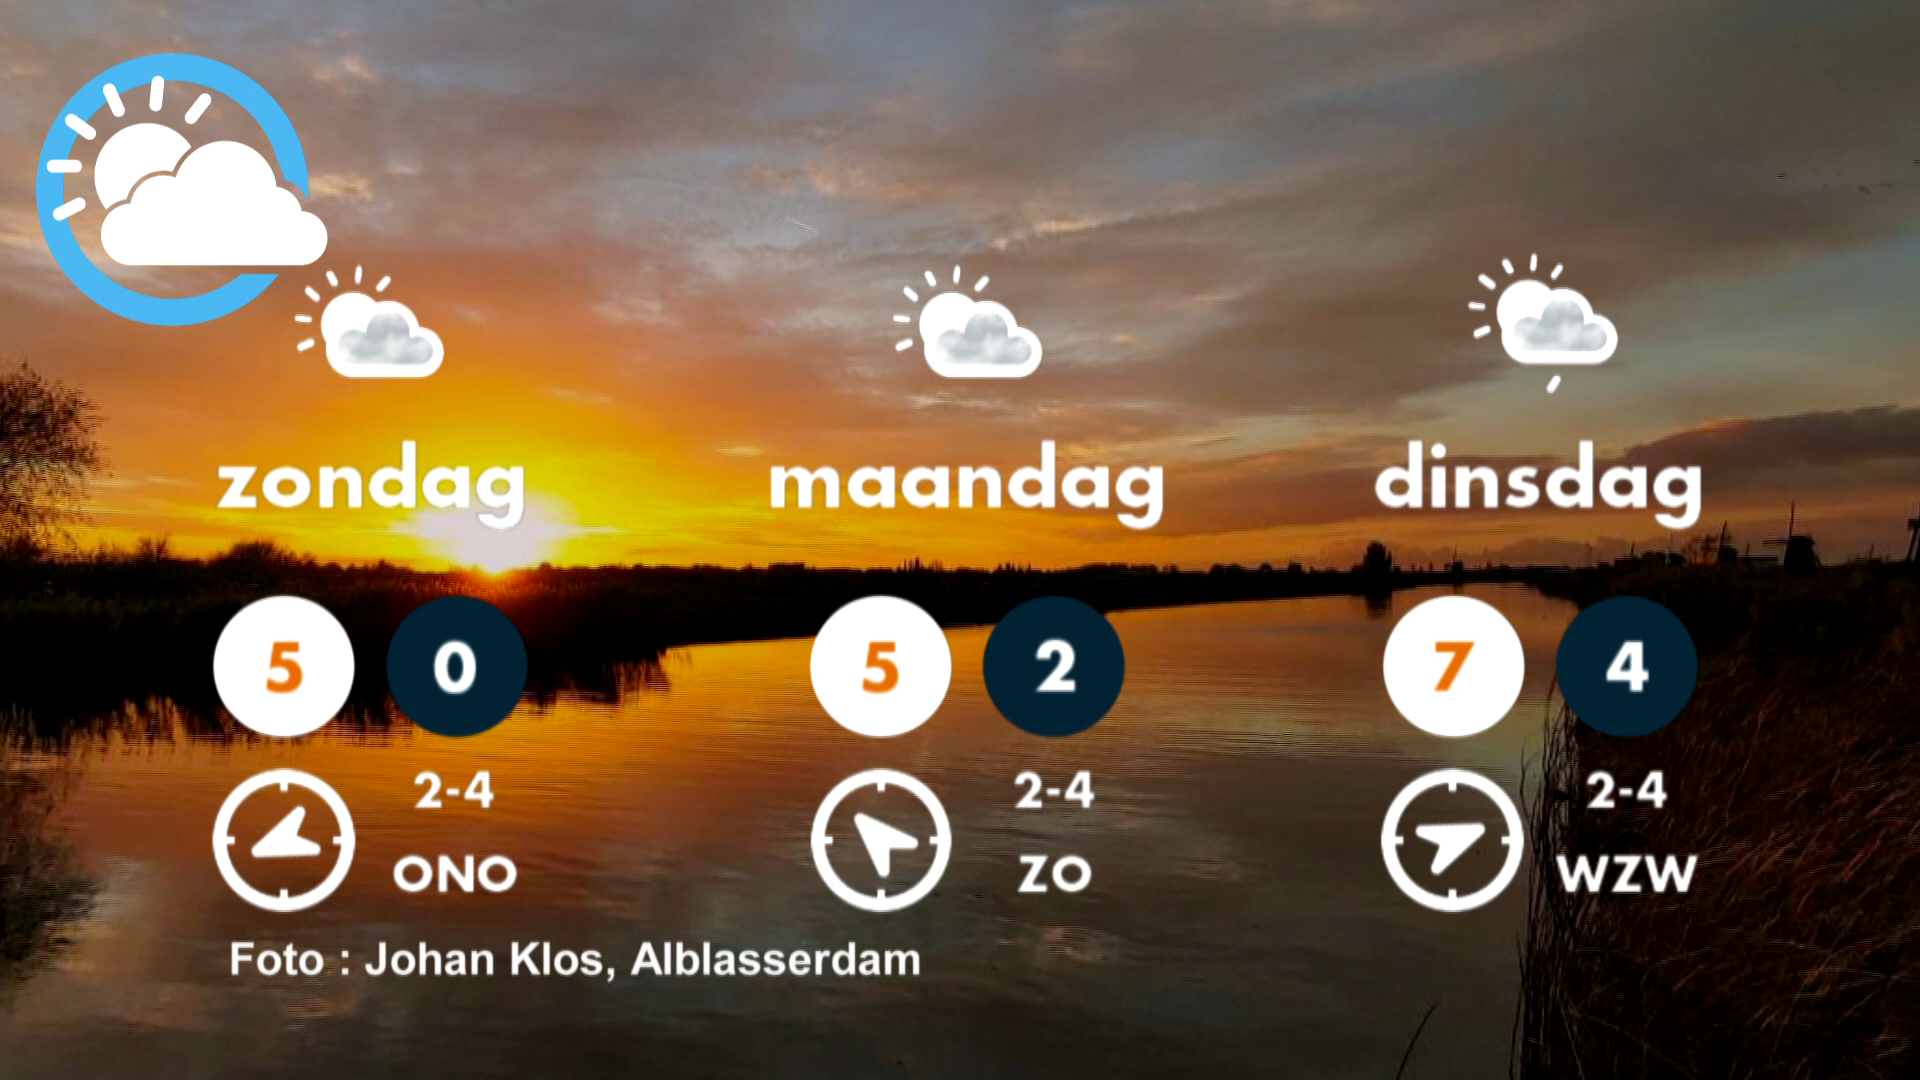 zondag maandag dinsdag
5 0 5 2 7 4
2-4 2-4 2-4
ONO ZO WZW
Foto : Johan Klos, Alblasserdam